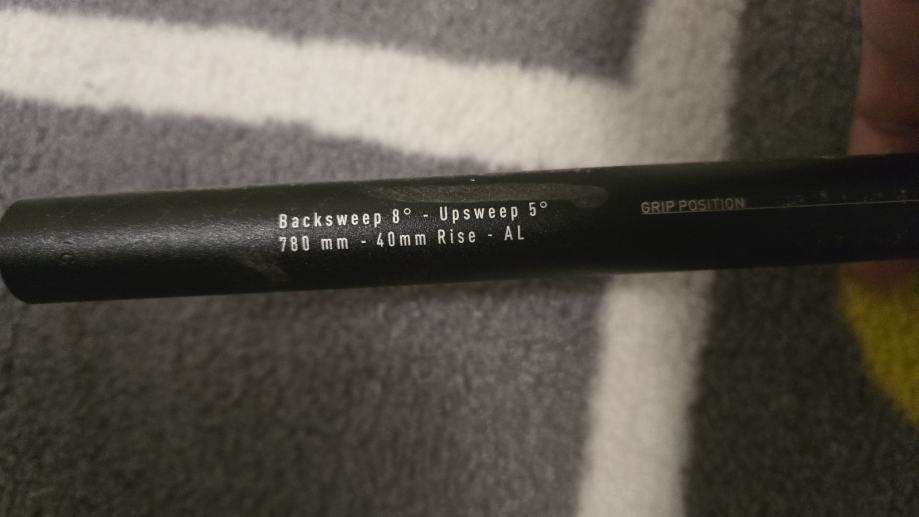 Backsweep 8° - Upsweep 5°
780 mm - 40mm Rise - AL
GRIP POSITION